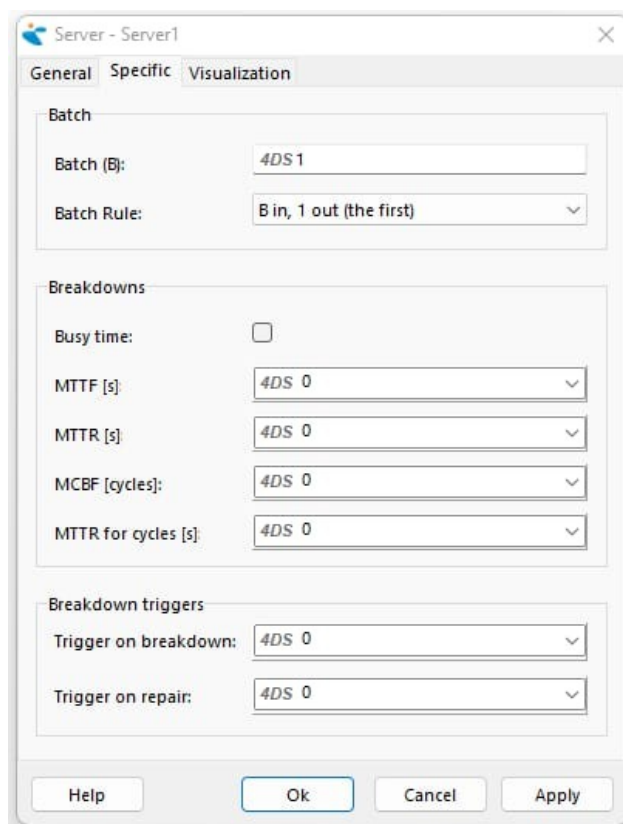 Server - Server1
General Specific Visualization
Batch
Batch (B): 4DS 1
Batch Rule: B in, 1 out (the first)
Breakdowns
Busy time:
MTTF [s]: 4DS 0
MTTR [s]: 4DS 0
MCBF [cycles]: 4DS 0
MTTR for cycles [s]: 4DS 0
Breakdown triggers
Trigger on breakdown: 4DS 0
Trigger on repair: 4DS 0
Help Ok Cancel Apply